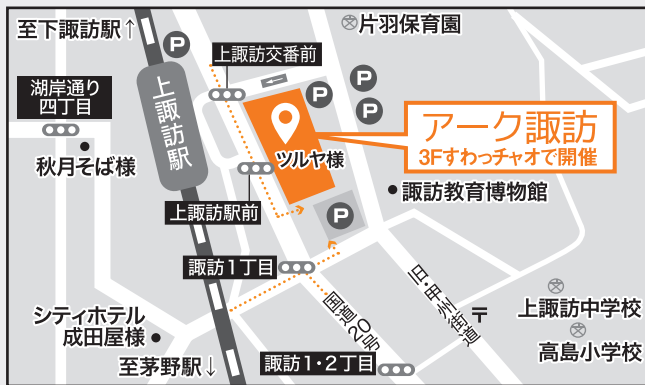 至下諏訪駅↑
P
上諏訪交番前
片羽保育園
湖岸通り
四丁目
秋月そば様
上諏訪駅
P
P
P
アーク諏訪
3Fすわっチャオで開催
ツルヤ様
諏訪教育博物館
上諏訪駅前
P
諏訪1丁目
国道20号
旧・甲州街道
〒
上諏訪中学校
高島小学校
シティホテル
成田屋様
至茅野駅↓
諏訪1・2丁目